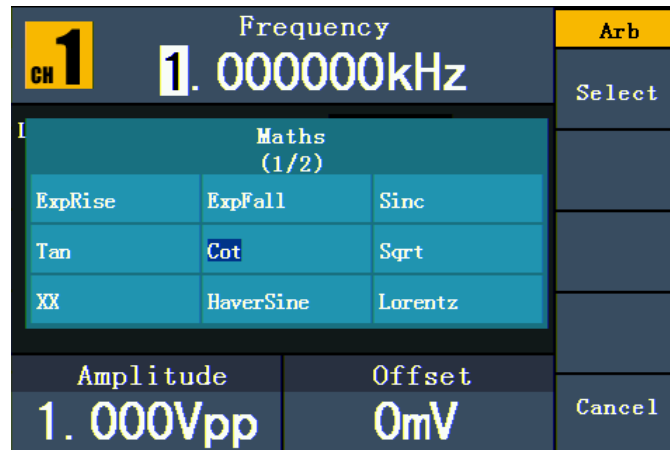 CH 1
Frequency
1. 000000kHz
Arb
Select
Maths
(1/2)
ExpRise ExpFall Sinc
Tan Cot Sqrt
XX HaverSine Lorentz
Amplitude Offset
1. 000Vpp 0mV
Cancel